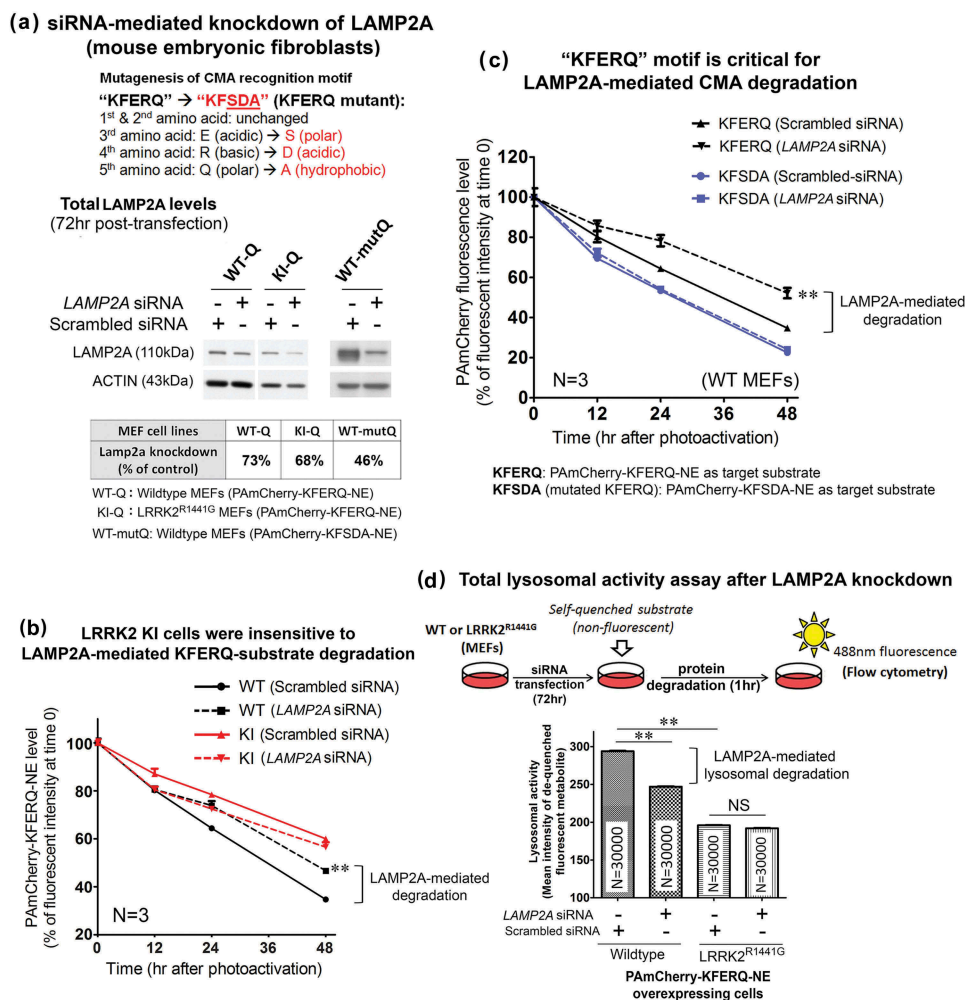 (a) siRNA-mediated knockdown of LAMP2A
(mouse embryonic fibroblasts)
Mutagenesis of CMA recognition motif
“KFERQ” → “KFSDA” (KFERQ mutant):
1st & 2nd amino acid: unchanged
3rd amino acid: E (acidic) → S (polar)
4th amino acid: R (basic) → D (acidic)
5th amino acid: Q (polar) → A (hydrophobic)
Total LAMP2A levels
(72hr post-transfection)
WT-Q KI-Q WT-mutQ
LAMP2A siRNA - + - + - +
Scrambled siRNA + - + - + -
LAMP2A (110kDa)
ACTIN (43kDa)
MEF cell lines WT-Q KI-Q WT-mutQ
Lamp2a knockdown
(% of control) 73% 68% 46%
WT-Q : Wildtype MEFs (PAmCherry-KFERQ-NE)
KI-Q : LRRK2R1441G MEFs (PAmCherry-KFERQ-NE)
WT-mutQ: Wildtype MEFs (PAmCherry-KFSDA-NE)
(c) “KFERQ” motif is critical for
LAMP2A-mediated CMA degradation
KFERQ (Scrambled siRNA)
KFERQ (LAMP2A siRNA)
KFSDA (Scrambled-siRNA)
KFSDA (LAMP2A siRNA)
PAmCherry fluorescence level
(% of fluorescent intensity at time 0)
120
100
80
60
40
20
0
**
LAMP2A-mediated
degradation
N=3 (WT MEFs)
0 12 24 48
Time (hr after photoactivation)
KFERQ: PAmCherry-KFERQ-NE as target substrate
KFSDA (mutated KFERQ): PAmCherry-KFSDA-NE as target substrate
(b) LRRK2 KI cells were insensitive to
LAMP2A-mediated KFERQ-substrate degradation
WT (Scrambled siRNA)
WT (LAMP2A siRNA)
KI (Scrambled siRNA)
KI (LAMP2A siRNA)
PAmCherry-KFERQ-NE level
(% of fluorescent intensity at time 0)
100
80
60
40
20
**
LAMP2A-mediated
degradation
N=3
0 12 24 36 48
Time (hr after photoactivation)
(d) Total lysosomal activity assay after LAMP2A knockdown
Self-quenched substrate
(non-fluorescent)
WT or LRRK2R1441G
(MEFs)
siRNA
transfection
(72hr)
protein
degradation (1hr)
488nm fluorescence
(Flow cytometry)
Lysosomal activity
(Mean intensity of de-quenched
fluorescent metabolite)
300
250
200
150
100
**
**
LAMP2A-mediated
lysosomal degradation
NS
N=30000 N=30000 N=30000 N=30000
LAMP2A siRNA - + - +
Scrambled siRNA + - + -
Wildtype LRRK2R1441G
PAmCherry-KFERQ-NE
overexpressing cells